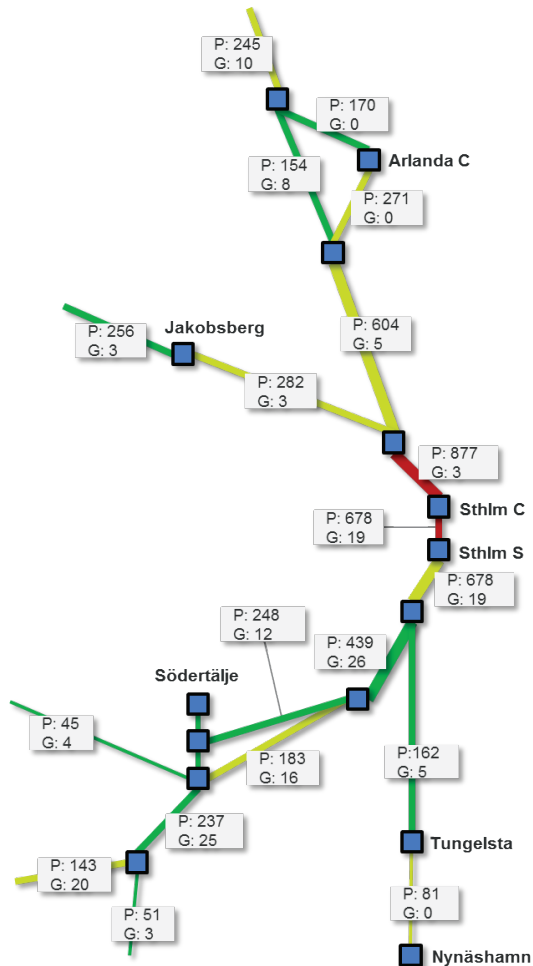 P: 245
G: 10
P: 170
G: 0
Arlanda C
P: 154
G: 8
P: 271
G: 0
Jakobsberg
P: 256
G: 3
P: 604
G: 5
P: 282
G: 3
P: 877
G: 3
Sthlm C
P: 678
G: 19
Sthlm S
P: 678
G: 19
P: 248
G: 12
P: 439
G: 26
Södertälje
P: 45
G: 4
P: 183
G: 16
P:162
G: 5
P: 237
G: 25
Tungelsta
P: 143
G: 20
P: 51
G: 3
P: 81
G: 0
Nynäshamn